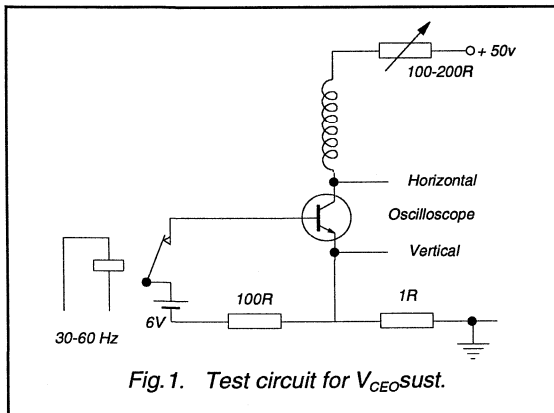 + 50v
100-200R
Horizontal
Oscilloscope
Vertical
100R
1R
6V
30-60 Hz
Fig.1. Test circuit for VCEOsust.